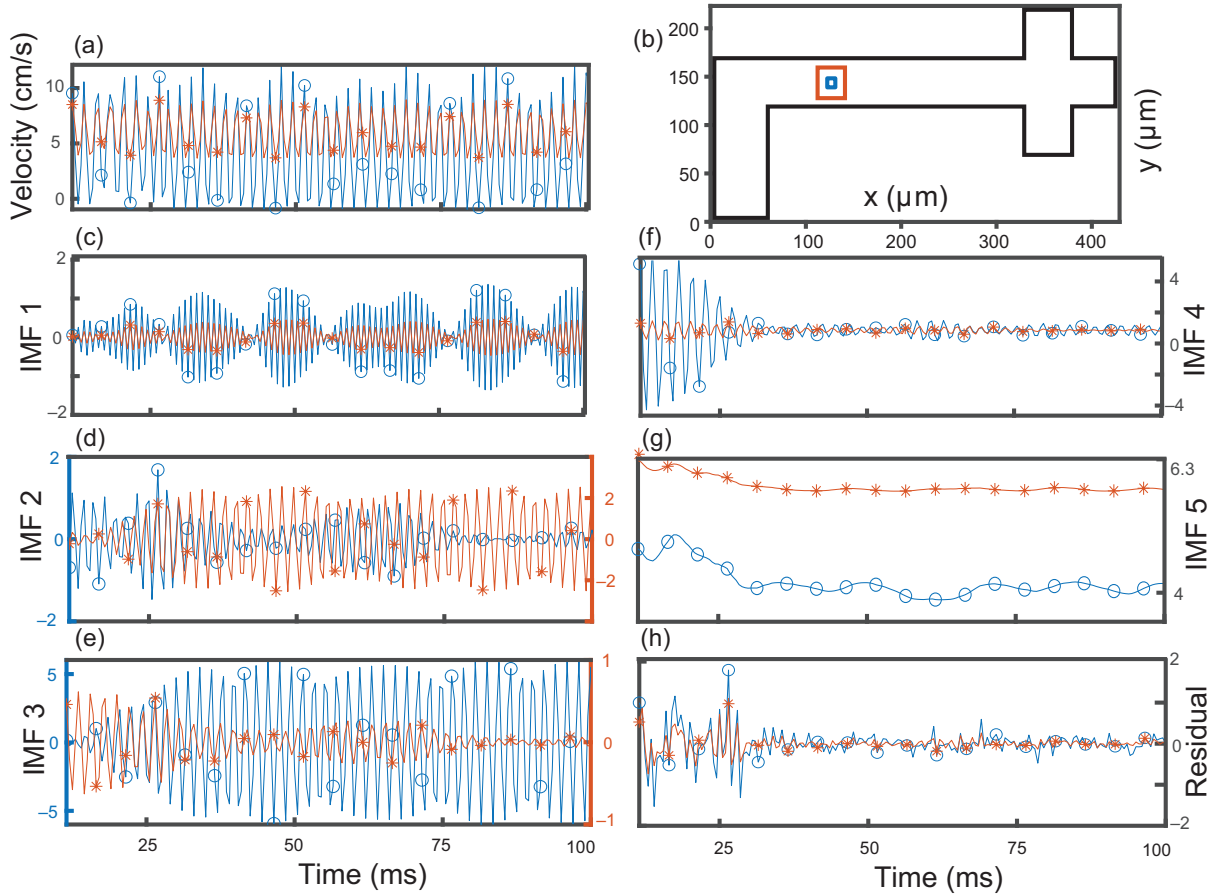 (a)
Velocity (cm/s)
10
5
0
(b)
200
150
100
50
0
x (µm)
y (µm)
0 100 200 300 400
(c)
IMF 1
2
0
−2
(f)
IMF 4
4
0
−4
(d)
IMF 2
2
0
−2
2
0
−2
(g)
IMF 5
6.3
4
(e)
IMF 3
5
0
−5
1
0
−1
25 50 75 100
Time (ms)
(h)
Residual
2
0
−2
25 50 75 100
Time (ms)